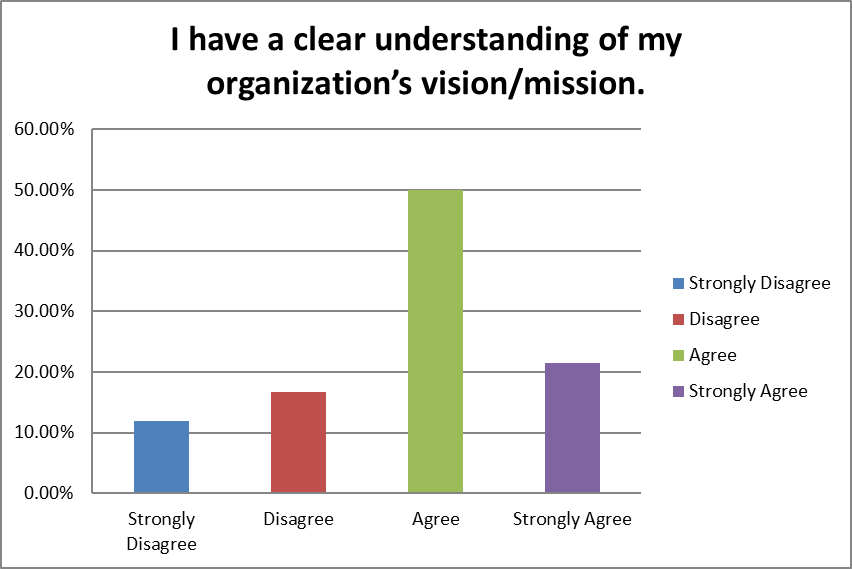 I have a clear understanding of my
organization’s vision/mission.
60.00%
50.00%
40.00%
30.00%
20.00%
10.00%
0.00%
Strongly
Disagree
Disagree
Agree
Strongly Agree
Strongly Disagree
Disagree
Agree
Strongly Agree